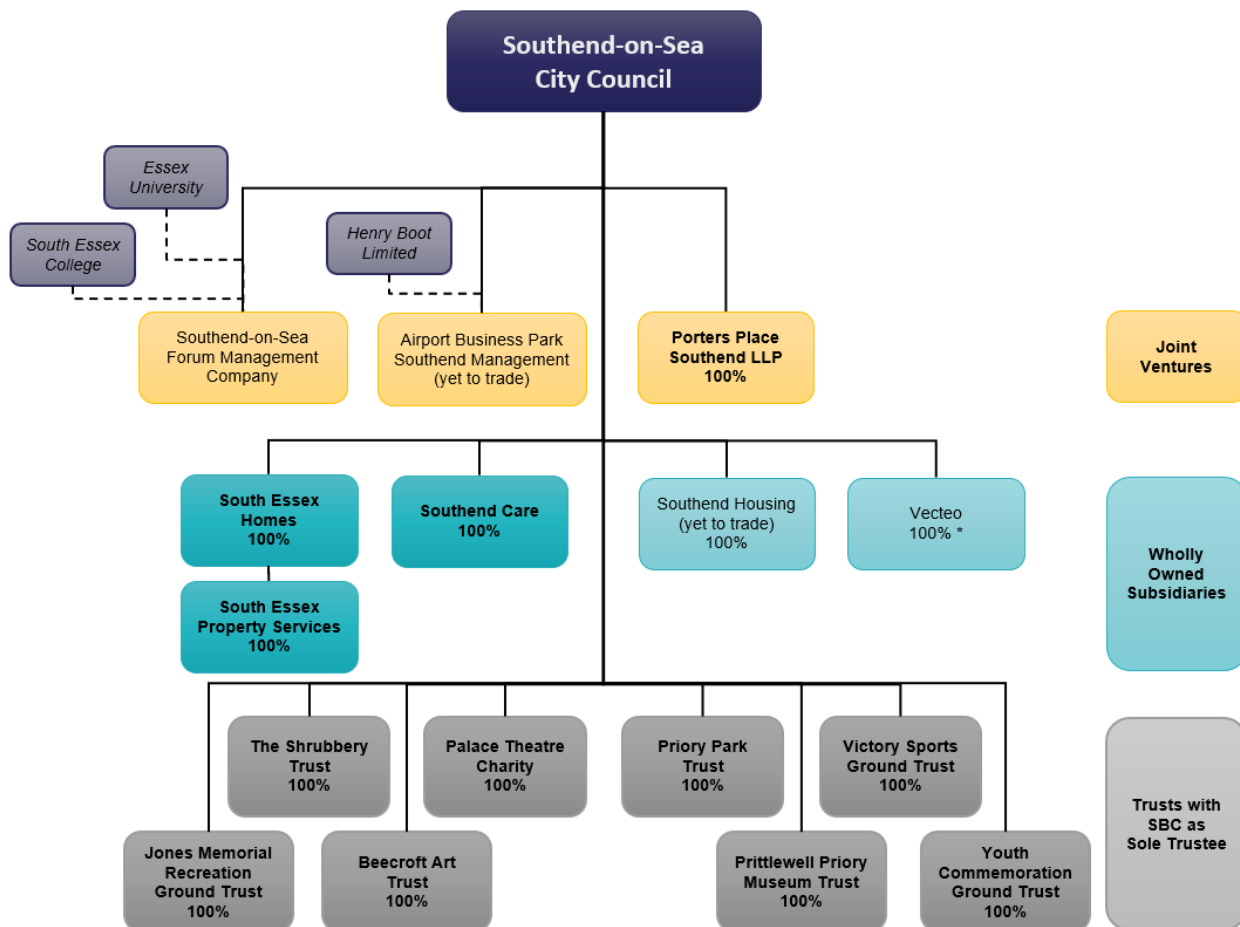 Southend-on-Sea
City Council
Essex
University
South Essex
College
Henry Boot
Limited
Southend-on-Sea
Forum Management
Company
Airport Business Park
Southend Management
(yet to trade)
Porters Place
Southend LLP
100%
Joint
Ventures
South Essex
Homes
100%
Southend Care
100%
Southend Housing
(yet to trade)
100%
Vecteo
100% *
Wholly
Owned
Subsidiaries
South Essex
Property Services
100%
The Shrubbery
Trust
100%
Palace Theatre
Charity
100%
Priory Park
Trust
100%
Victory Sports
Ground Trust
100%
Trusts with
SBC as
Sole Trustee
Jones Memorial
Recreation
Ground Trust
100%
Beecroft Art
Trust
100%
Prittlewell Priory
Museum Trust
100%
Youth
Commemoration
Ground Trust
100%